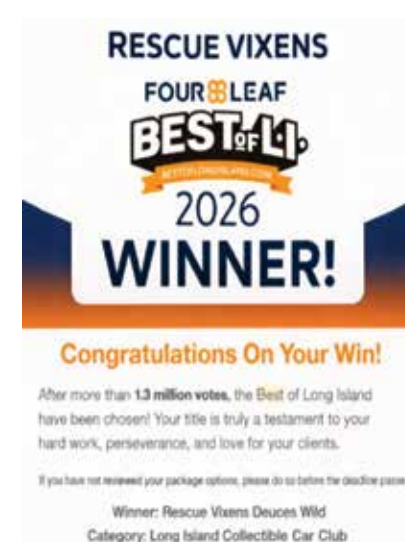 RESCUE VIXENS
FOUR LEAF
BEST OF LI
BESTOFLONGISLAND.COM
2026
WINNER!
Congratulations On Your Win!
After more than 1.3 million votes, the Best of Long Island
have been chosen! Your title is truly a testament to your
hard work, perseverance, and love for your clients.
If you have not reviewed your package options, please do so before the deadline passes
Winner: Rescue Vixens Deuces Wild
Category: Long Island Collectible Car Club